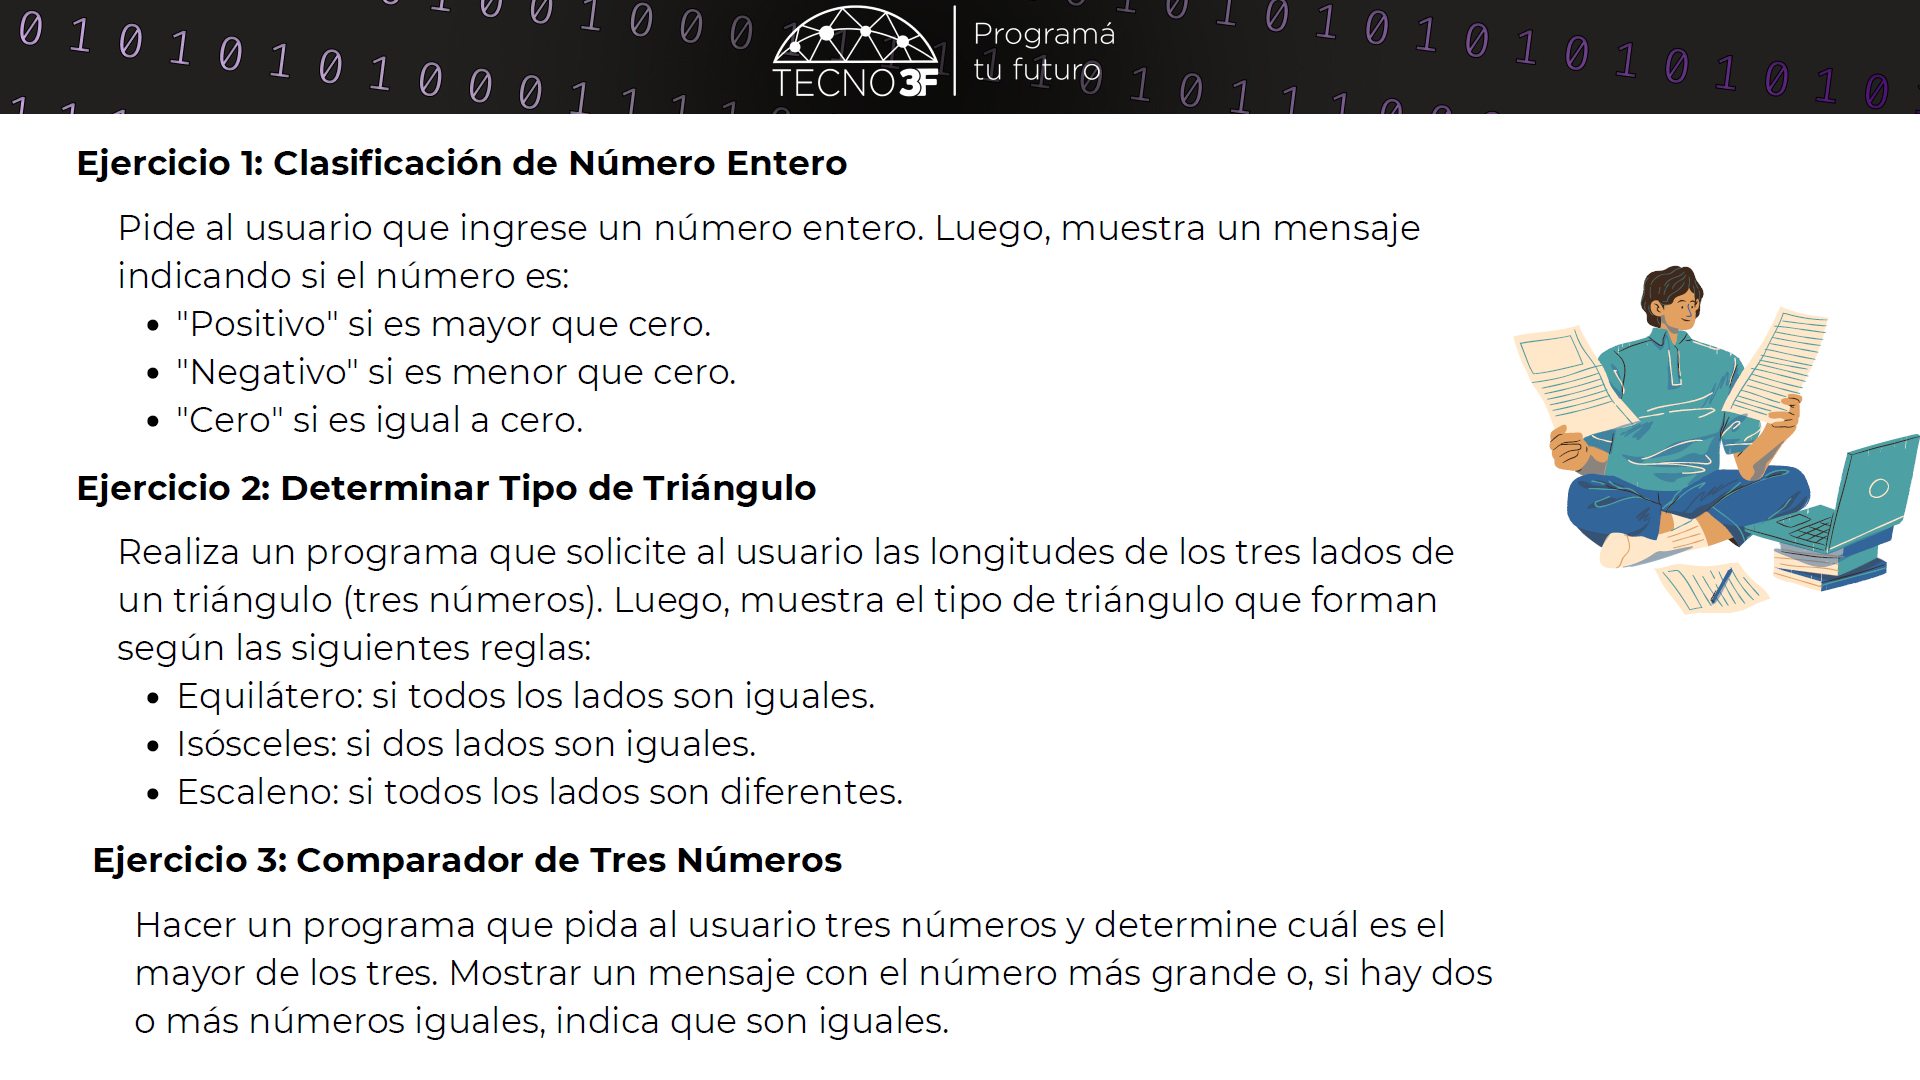 TECNO3F
Programá
tu futuro
Ejercicio 1: Clasificación de Número Entero
Pide al usuario que ingrese un número entero. Luego, muestra un mensaje
indicando si el número es:
• "Positivo" si es mayor que cero.
• "Negativo" si es menor que cero.
• "Cero" si es igual a cero.
Ejercicio 2: Determinar Tipo de Triángulo
Realiza un programa que solicite al usuario las longitudes de los tres lados de
un triángulo (tres números). Luego, muestra el tipo de triángulo que forman
según las siguientes reglas:
• Equilátero: si todos los lados son iguales.
• Isósceles: si dos lados son iguales.
• Escaleno: si todos los lados son diferentes.
Ejercicio 3: Comparador de Tres Números
Hacer un programa que pida al usuario tres números y determine cuál es el
mayor de los tres. Mostrar un mensaje con el número más grande o, si hay dos
o más números iguales, indica que son iguales.